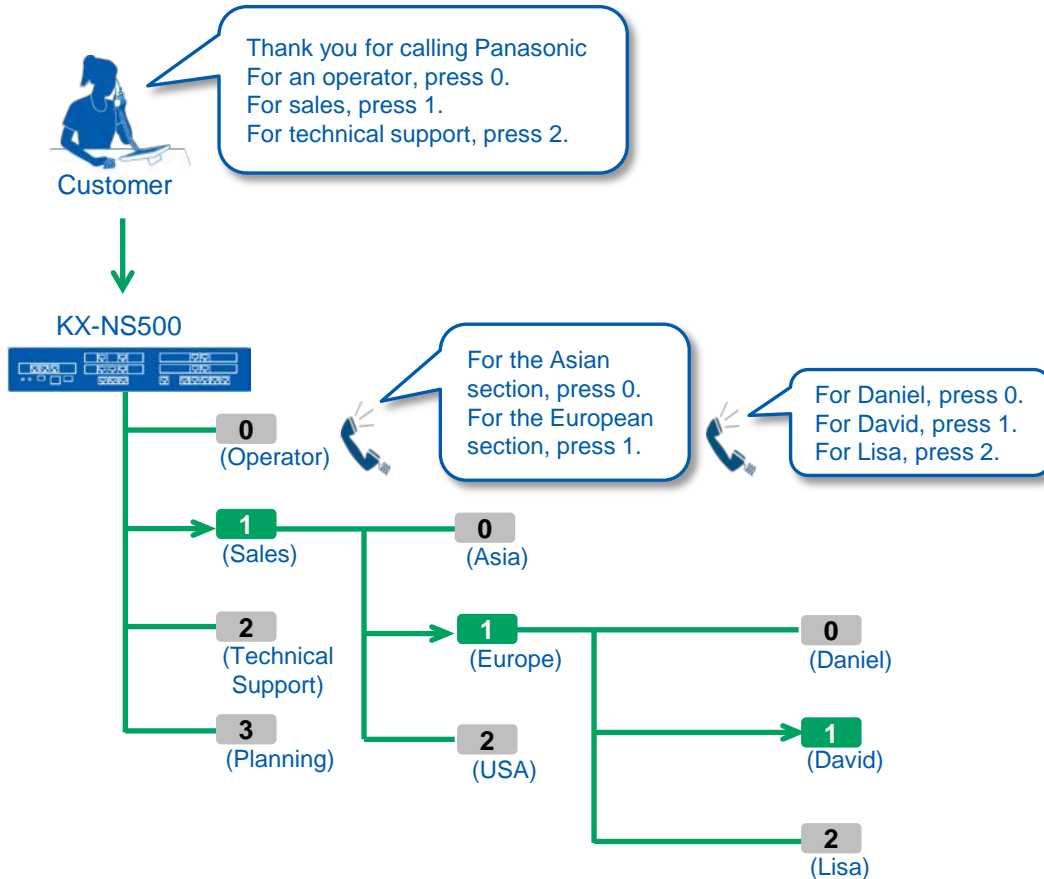 Thank you for calling Panasonic
For an operator, press 0.
For sales, press 1.
For technical support, press 2.
Customer
KX-NS500
For the Asian
section, press 0.
For the European
section, press 1.
For Daniel, press 0.
For David, press 1.
For Lisa, press 2.
0
(Operator)
1
(Sales)
0
(Asia)
2
(Technical
Support)
1
(Europe)
0
(Daniel)
3
(Planning)
2
(USA)
1
(David)
2
(Lisa)